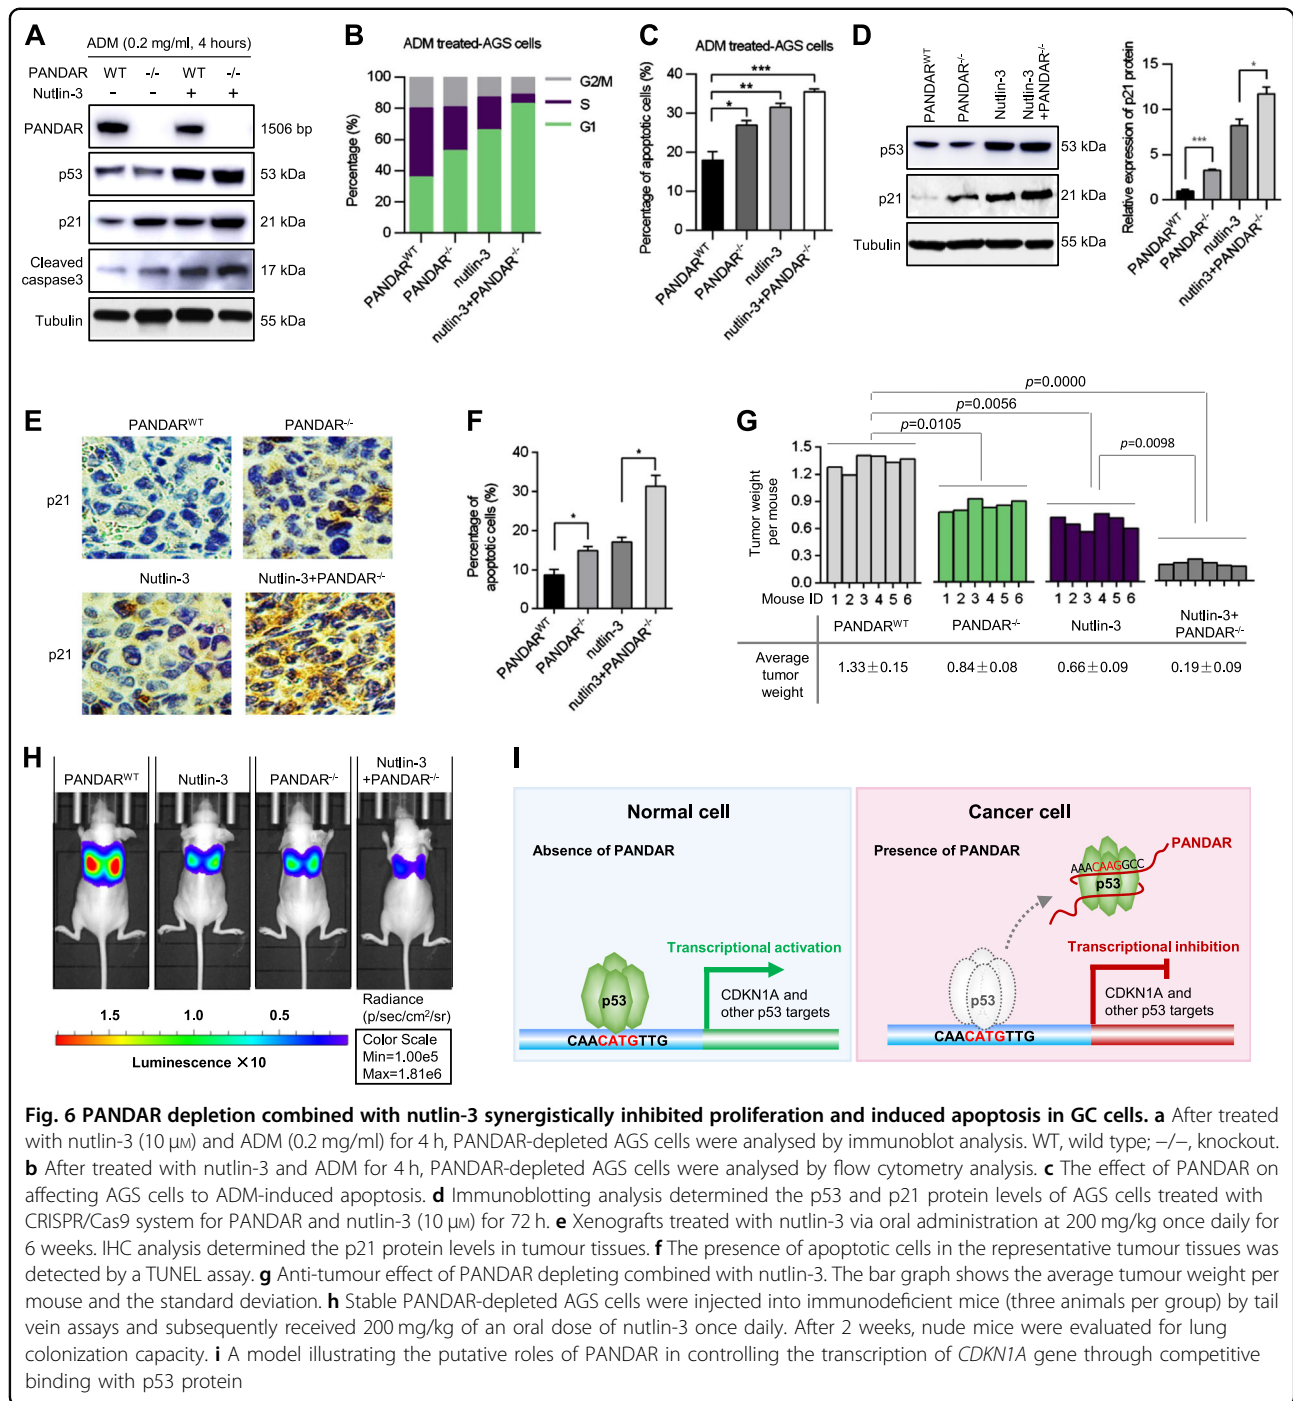 A
ADM (0.2 mg/ml, 4 hours)
PANDAR WT -/- WT -/-
Nutlin-3 - - + +
PANDAR 1506 bp
p53 53 kDa
p21 21 kDa
Cleaved caspase3 17 kDa
Tubulin 55 kDa
B
ADM treated-AGS cells
Percentage (%)
100
80
60
40
20
0
G2/M
S
G1
PANDARWT
PANDAR-/-
nutlin-3
nutlin-3+PANDAR-/-
C
ADM treated-AGS cells
Percentage of apoptotic cells (%)
40
30
20
10
0
***
**
*
PANDARWT
PANDAR-/-
nutlin-3
nutlin-3+PANDAR-/-
D
PANDARWT
PANDAR-/-
Nutlin-3
Nutlin-3
+PANDAR-/-
p53 53 kDa
p21 21 kDa
Tubulin 55 kDa
Relative expression of p21 protein
15
10
5
0
***
*
PANDARWT
PANDAR-/-
nutlin-3
nutlin3+PANDAR-/-
E
PANDARWT PANDAR-/-
p21
Nutlin-3 Nutlin-3+PANDAR-/-
p21
F
Percentage of
apoptotic cells (%)
40
30
20
10
0
*
*
PANDARWT
PANDAR-/-
nutlin-3
nutlin3+PANDAR-/-
G
p=0.0000
p=0.0056
p=0.0105
p=0.0098
Tumor weight
per mouse
1.5
1.2
0.9
0.6
0.3
0.0
Mouse ID 1 2 3 4 5 6 1 2 3 4 5 6 1 2 3 4 5 6
PANDARWT PANDAR-/- Nutlin-3 Nutlin-3+
PANDAR-/-
Average
tumor
weight
1.33±0.15 0.84±0.08 0.66±0.09 0.19±0.09
H
PANDARWT Nutlin-3 PANDAR-/- Nutlin-3
+PANDAR-/-
1.5 1.0 0.5
Luminescence ×10
Radiance
(p/sec/cm²/sr)
Color Scale
Min=1.00e5
Max=1.81e6
I
Normal cell
Absence of PANDAR
Transcriptional activation
p53
CDKN1A and
other p53 targets
CAACATGTTG
Cancer cell
Presence of PANDAR
PANDAR
AAACAAGGCC
p53
Transcriptional inhibition
p53
CDKN1A and
other p53 targets
CAACATGTTG
Fig. 6 PANDAR depletion combined with nutlin-3 synergistically inhibited proliferation and induced apoptosis in GC cells. a After treated
with nutlin-3 (10 µM) and ADM (0.2 mg/ml) for 4 h, PANDAR-depleted AGS cells were analysed by immunoblot analysis. WT, wild type; −/−, knockout.
b After treated with nutlin-3 and ADM for 4 h, PANDAR-depleted AGS cells were analysed by flow cytometry analysis. c The effect of PANDAR on
affecting AGS cells to ADM-induced apoptosis. d Immunoblotting analysis determined the p53 and p21 protein levels of AGS cells treated with
CRISPR/Cas9 system for PANDAR and nutlin-3 (10 µM) for 72 h. e Xenografts treated with nutlin-3 via oral administration at 200 mg/kg once daily for
6 weeks. IHC analysis determined the p21 protein levels in tumour tissues. f The presence of apoptotic cells in the representative tumour tissues was
detected by a TUNEL assay. g Anti-tumour effect of PANDAR depleting combined with nutlin-3. The bar graph shows the average tumour weight per
mouse and the standard deviation. h Stable PANDAR-depleted AGS cells were injected into immunodeficient mice (three animals per group) by tail
vein assays and subsequently received 200 mg/kg of an oral dose of nutlin-3 once daily. After 2 weeks, nude mice were evaluated for lung
colonization capacity. i A model illustrating the putative roles of PANDAR in controlling the transcription of CDKN1A gene through competitive
binding with p53 protein